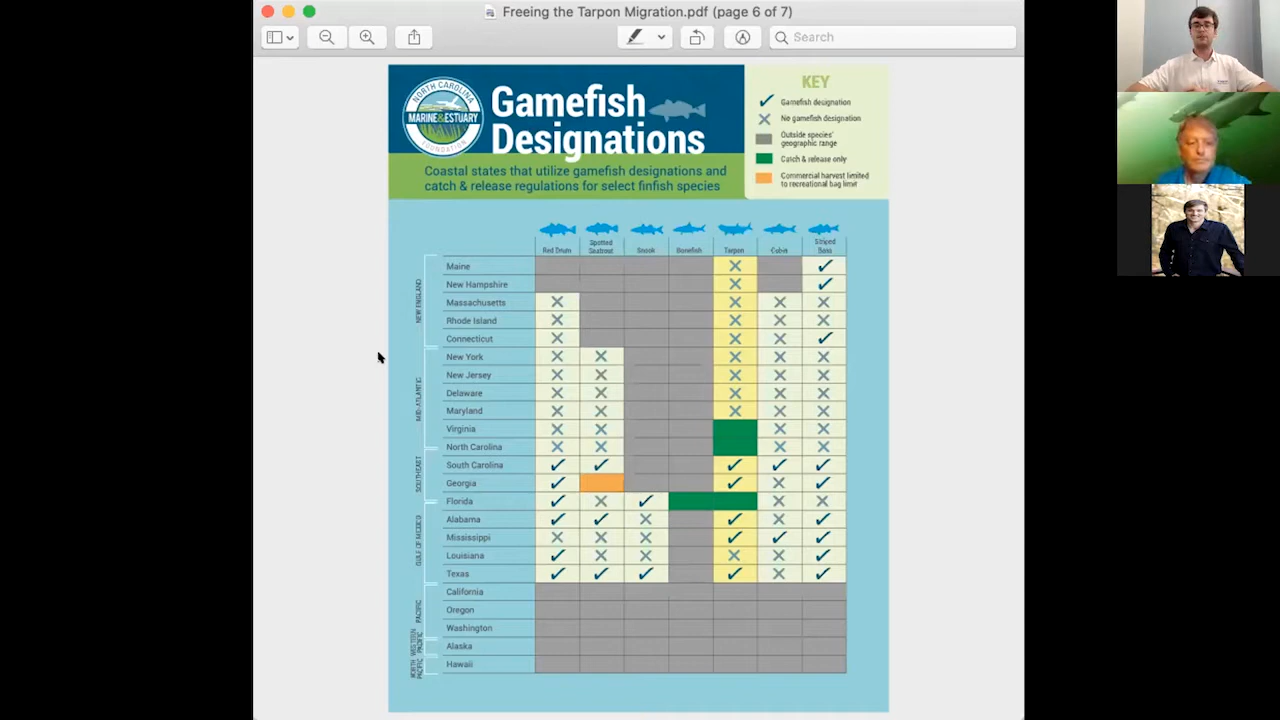 Freeing the Tarpon Migration.pdf (page 6 of 7)
Search
NORTH CAROLINA
MARINE & ESTUARY
FOUNDATION
Gamefish
Designations
Coastal states that utilize gamefish designations and
catch & release regulations for select finfish species
KEY
Gamefish designation
No gamefish designation
Outside species'
geographic range
Catch & release only
Commercial harvest limited
to recreational bag limit
Red Drum
Spotted
Seatrout
Snook
Bonefish
Tarpon
Cobia
Striped
Bass
NEW ENGLAND
Maine
New Hampshire
Massachusetts
Rhode Island
Connecticut
MID-ATLANTIC
New York
New Jersey
Delaware
Maryland
Virginia
North Carolina
SOUTHEAST
South Carolina
Georgia
Florida
GULF OF MEXICO
Alabama
Mississippi
Louisiana
Texas
PACIFIC
California
Oregon
Washington
WESTERN
PACIFIC
Alaska
NORTH
PACIFIC
Hawaii